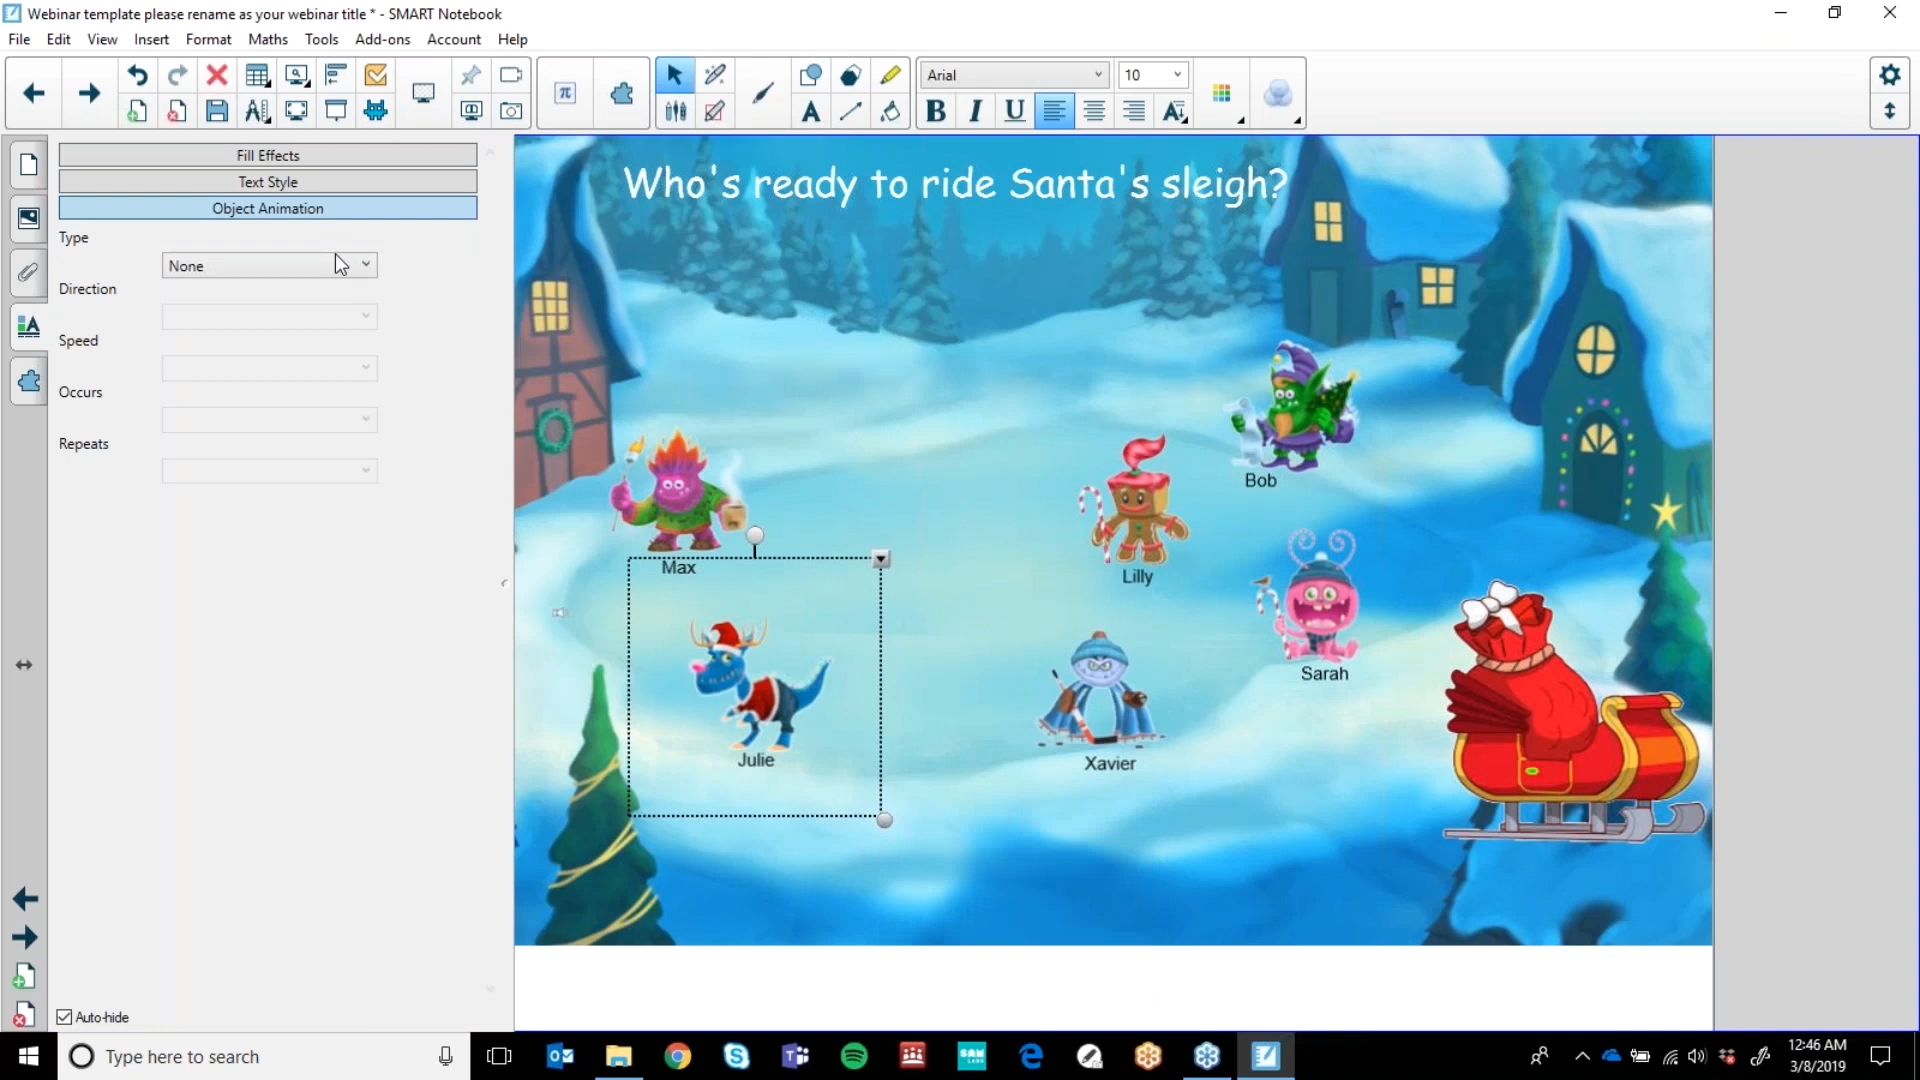 Webinar template please rename as your webinar title * - SMART Notebook
File Edit View Insert Format Maths Tools Add-ons Account Help
Arial 10
π
A
B I U A
Fill Effects
Text Style
Object Animation
Type
None
Direction
Speed
Occurs
Repeats
Auto-hide
Who's ready to ride Santa's sleigh?
Bob
Max
Lilly
Sarah
Julie
Xavier
Type here to search
SAM LABS
12:46 AM
3/8/2019